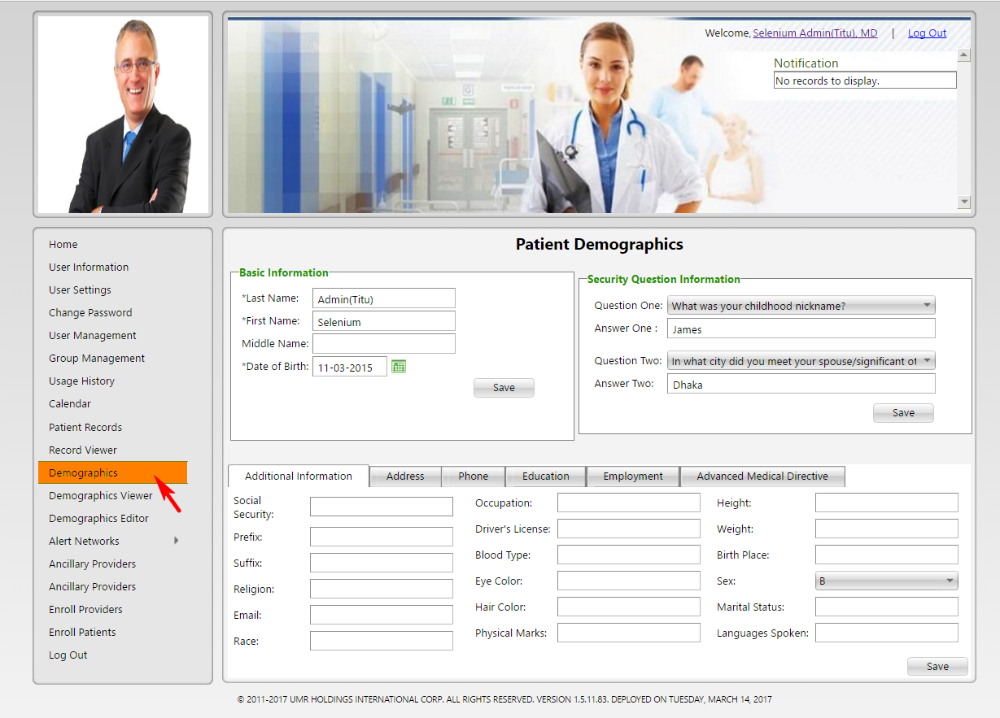 Welcome, Selenium Admin(Titu), MD | Log Out
Notification
No records to display.
Home
User Information
User Settings
Change Password
User Management
Group Management
Usage History
Calendar
Patient Records
Record Viewer
Demographics
Demographics Viewer
Demographics Editor
Alert Networks
Ancillary Providers
Ancillary Providers
Enroll Providers
Enroll Patients
Log Out
Patient Demographics
Basic Information
*Last Name: Admin(Titu)
*First Name: Selenium
Middle Name:
*Date of Birth: 11-03-2015
Save
Security Question Information
Question One: What was your childhood nickname?
Answer One : James
Question Two: In what city did you meet your spouse/significant ot
Answer Two: Dhaka
Save
Additional Information Address Phone Education Employment Advanced Medical Directive
Social
Security:
Prefix:
Suffix:
Religion:
Email:
Race:
Occupation:
Driver's License:
Blood Type:
Eye Color:
Hair Color:
Physical Marks:
Height:
Weight:
Birth Place:
Sex: B
Marital Status:
Languages Spoken:
Save
© 2011-2017 UMR HOLDINGS INTERNATIONAL CORP. ALL RIGHTS RESERVED. VERSION 1.5.11.83. DEPLOYED ON TUESDAY, MARCH 14, 2017